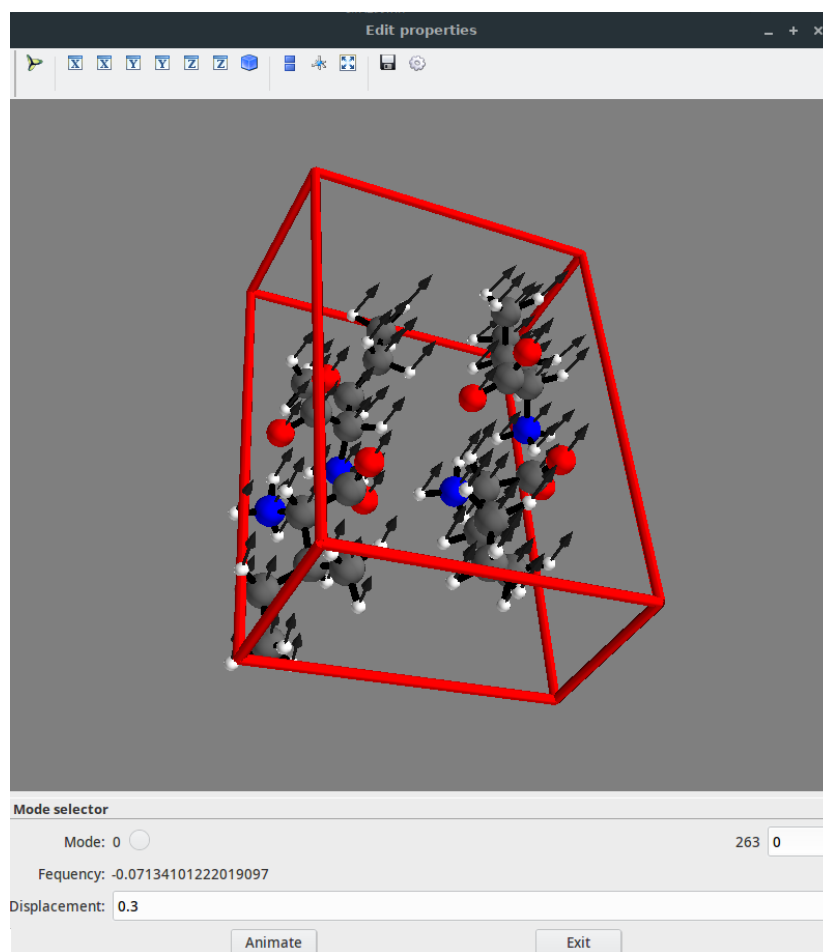 Edit properties
X X Y Y Z Z
Mode selector
Mode: 0 263 0
Fequency: -0.07134101222019097
Displacement: 0.3
Animate Exit